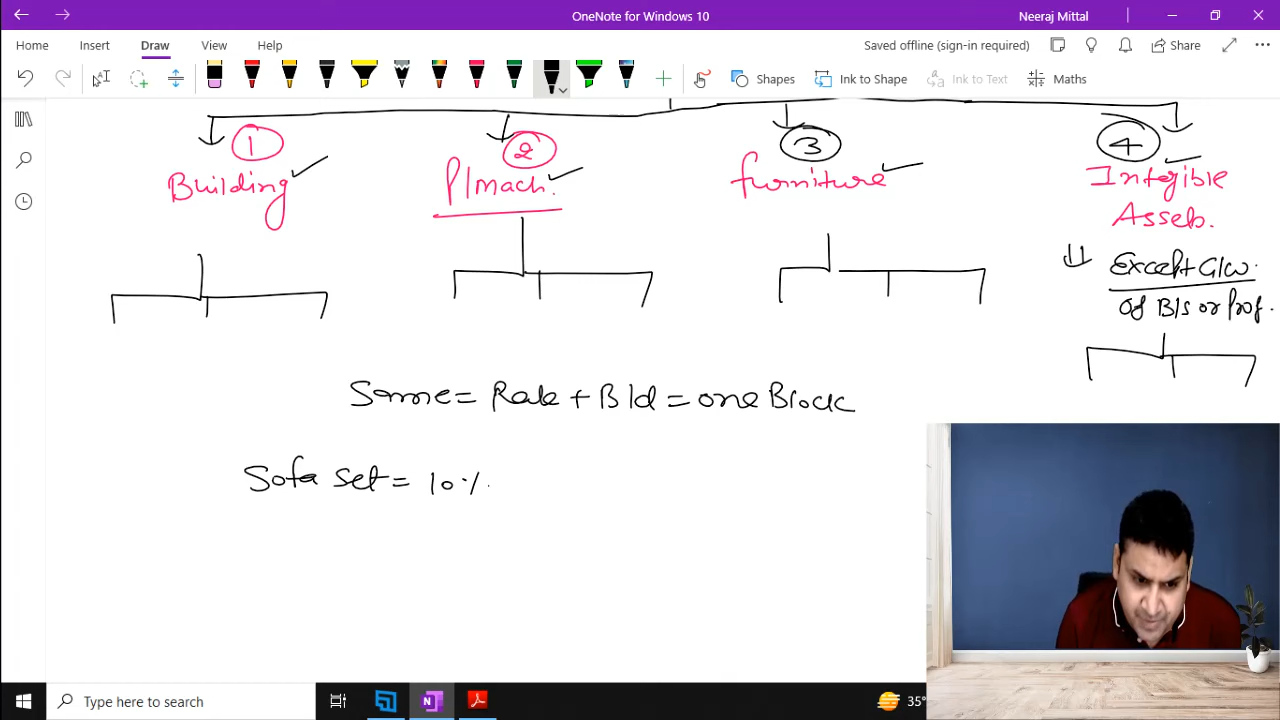 OneNote for Windows 10
Neeraj Mittal
Home Insert Draw View Help
Saved offline (sign-in required)
Share
Shapes
Ink to Shape
Ink to Text
Maths
1 2 3 4
Building P/Mach. furniture Integible
Assets.
Except G/w.
of B/s or Prof.
Same = Rate + Bld = one Block
Sofa set = 10%.
Type here to search
35°